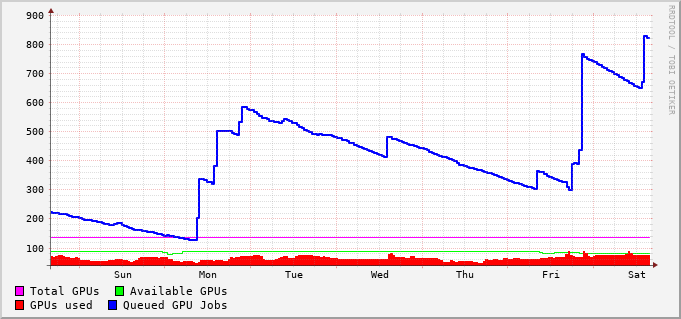 900
800
700
600
500
400
300
200
100
Sun Mon Tue Wed Thu Fri Sat
Total GPUs Available GPUs
GPUs used Queued GPU Jobs
RRDTOOL / TOBI OETIKER